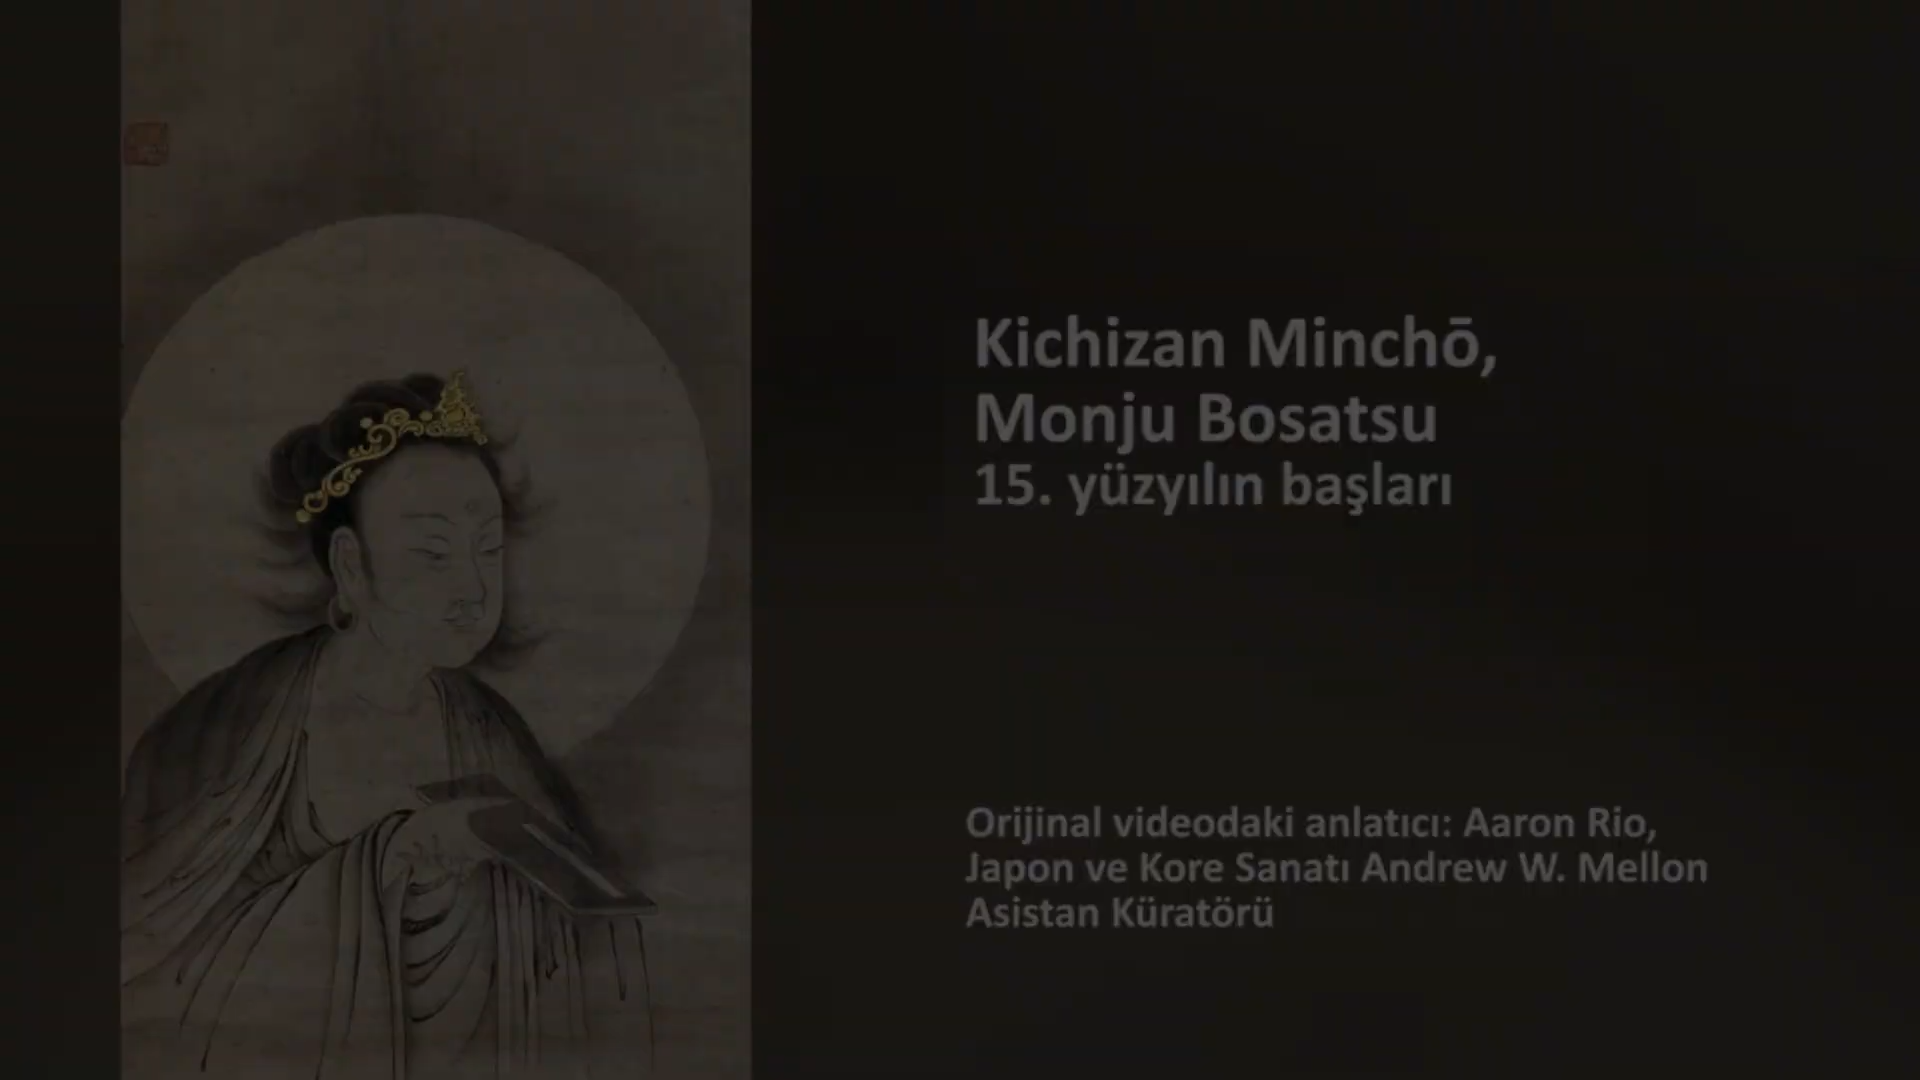 Kichizan Minchō,
Monju Bosatsu
15. yüzyılın başları
Orijinal videodaki anlatıcı: Aaron Rio,
Japon ve Kore Sanatı Andrew W. Mellon
Asistan Küratörü